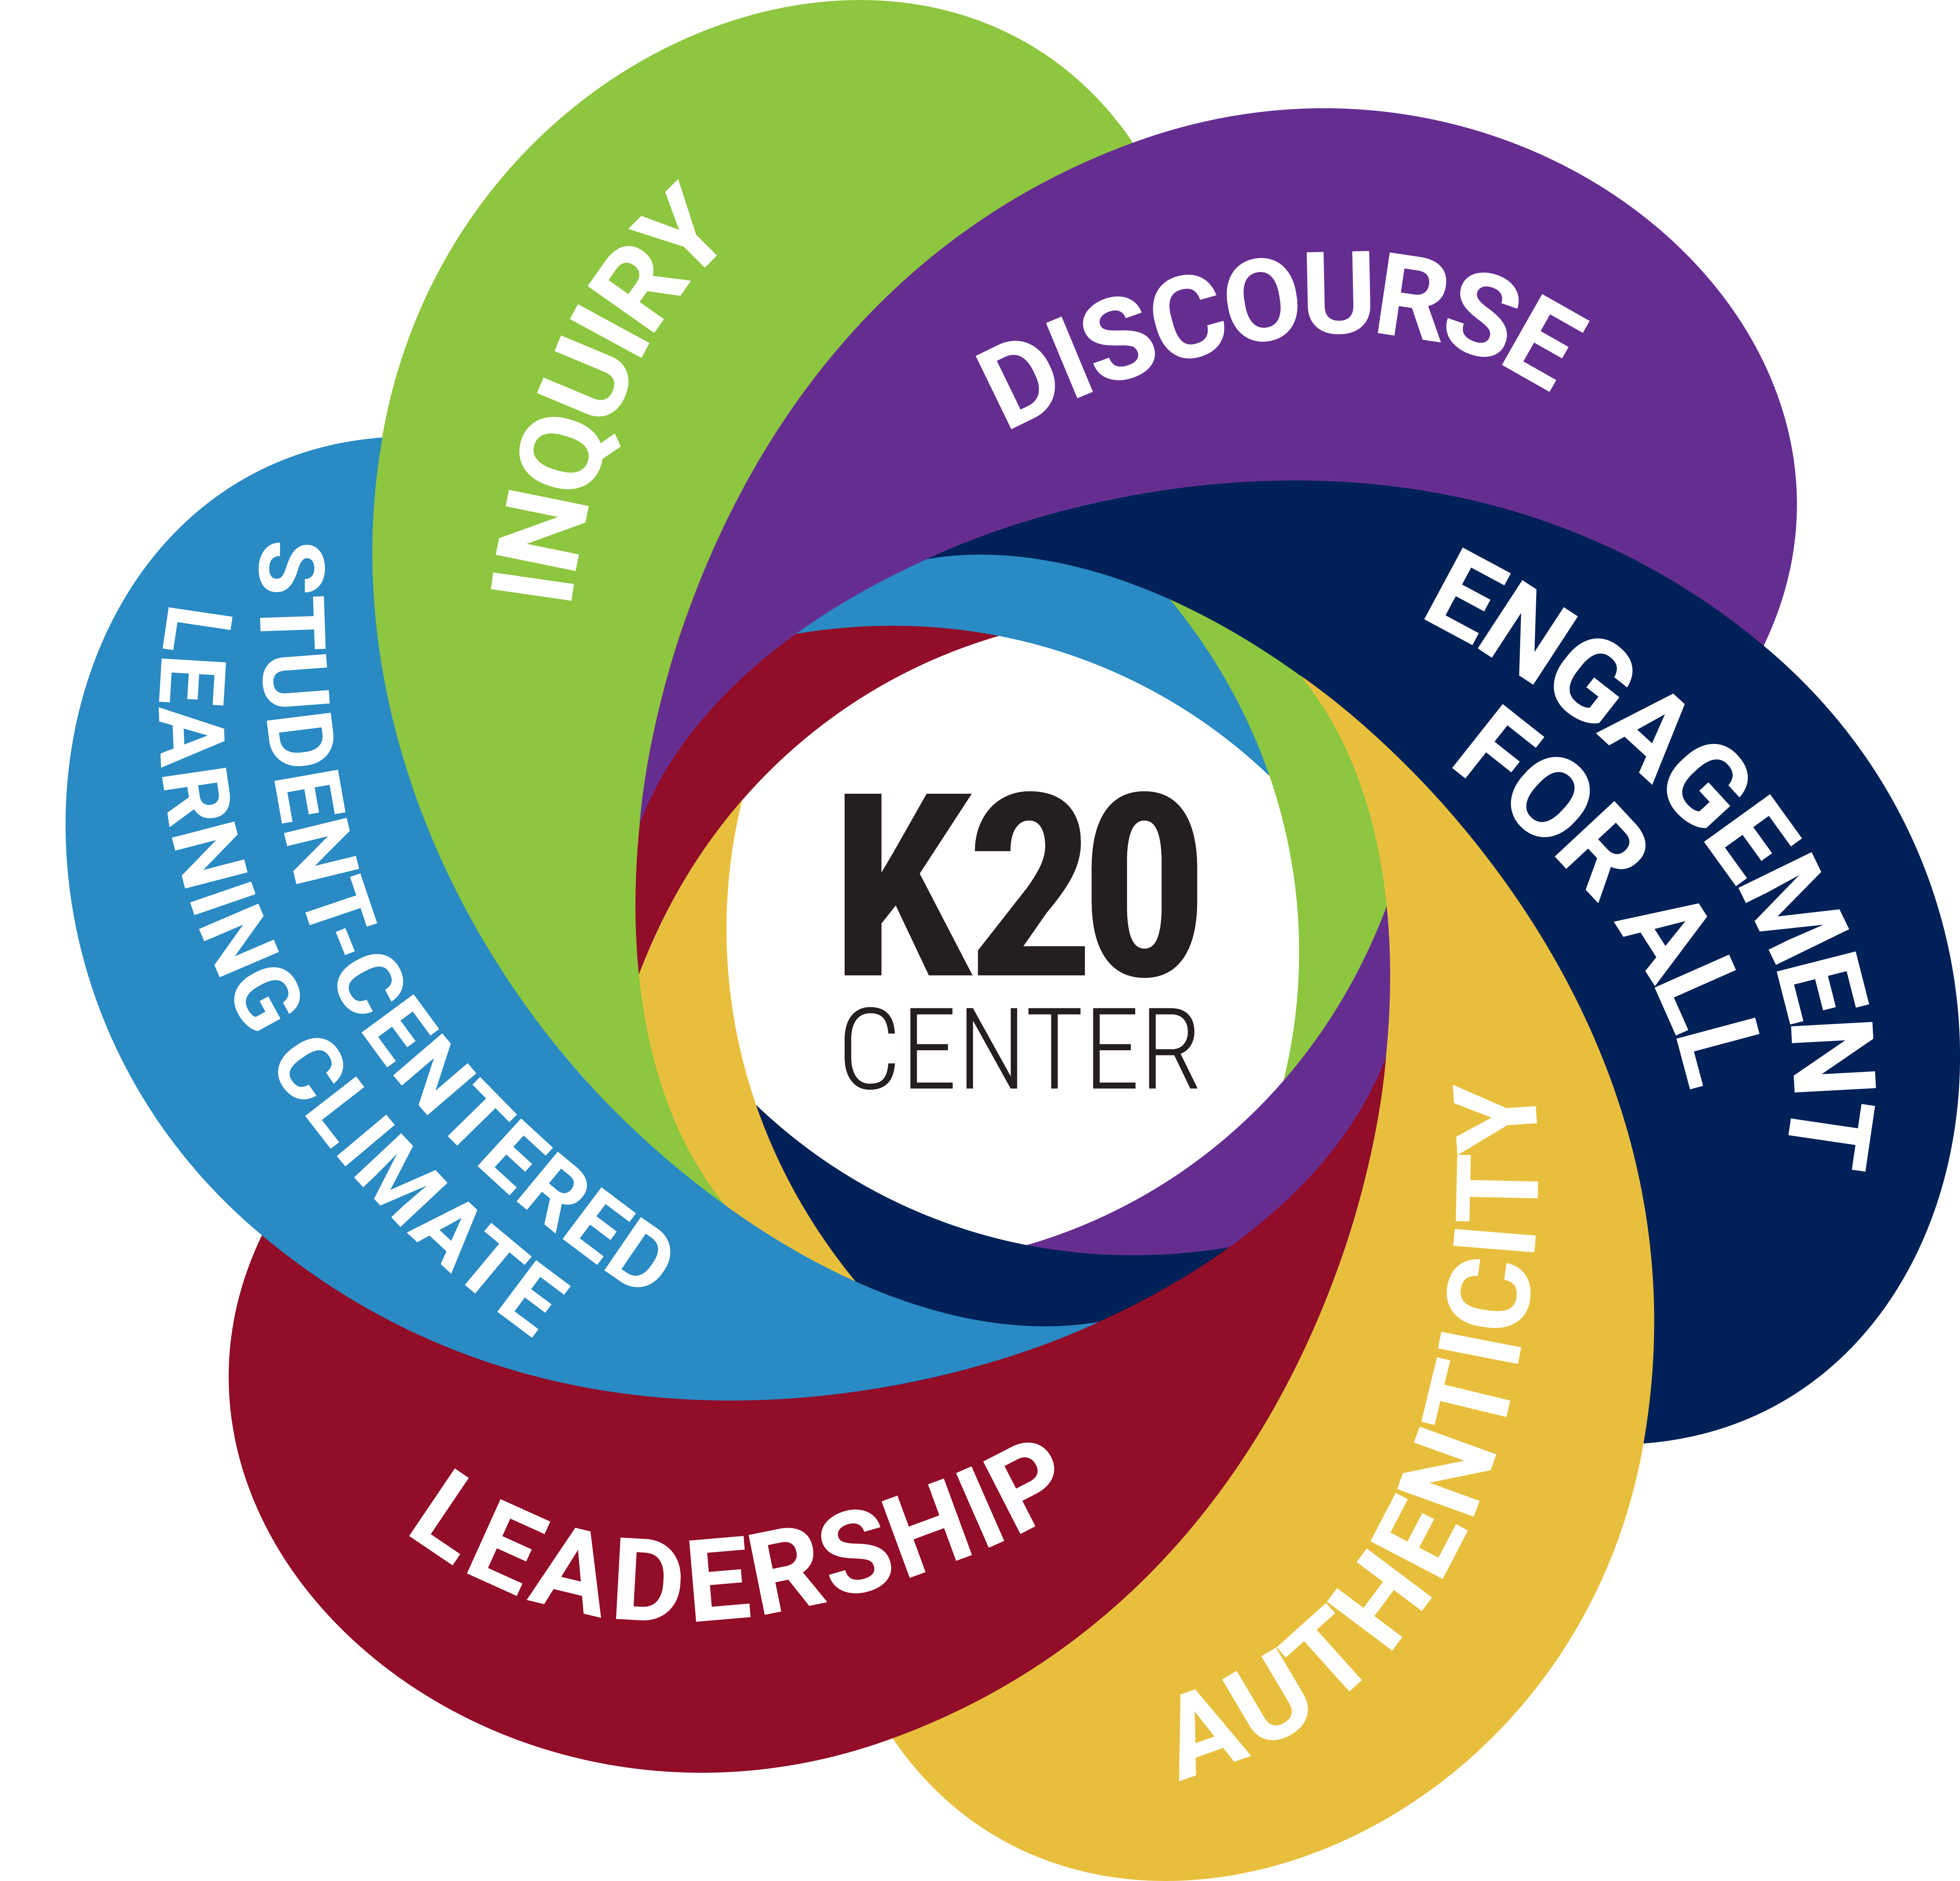 INQUIRY
DISCOURSE
ENGAGEMENT
FOR ALL
AUTHENTICITY
LEADERSHIP
STUDENT-CENTERED
LEARNING CLIMATE
K20
CENTER